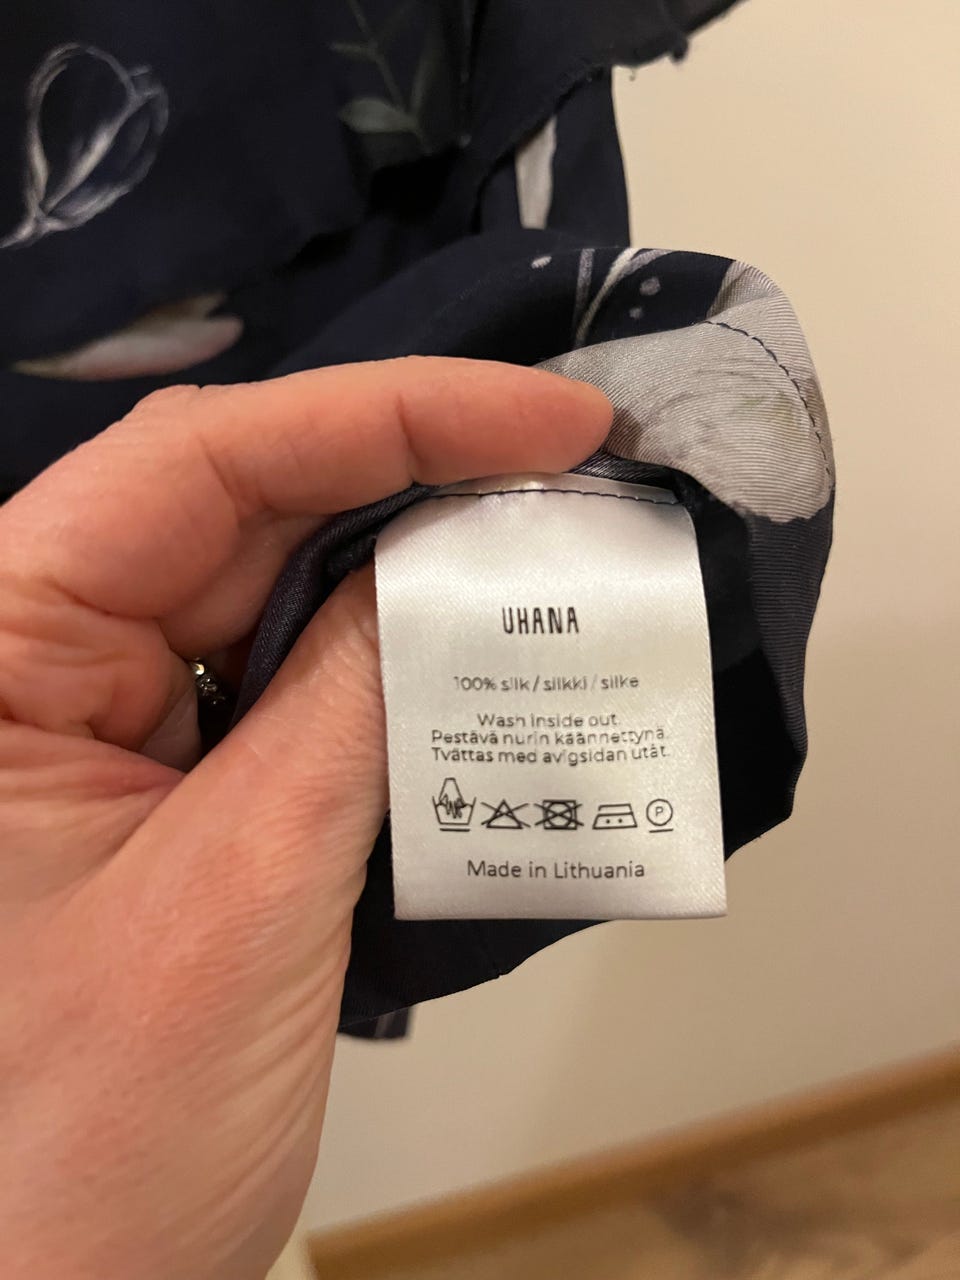 UHANA
100% silk / silkki / silke
Wash inside out.
Pestävä nurin käännettynä.
Tvättas med avigsidan utåt.
P
Made in Lithuania